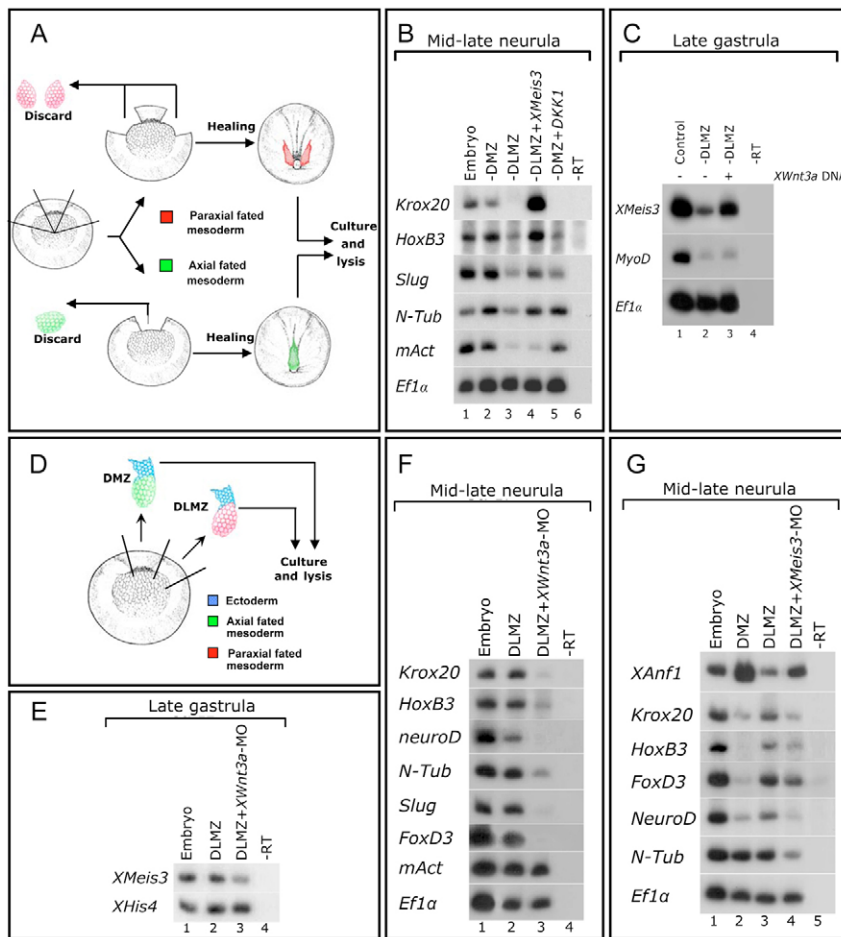 A
Discard
Healing
Paraxial fated
mesoderm
Axial fated
mesoderm
Culture
and
lysis
Discard
Healing
B
Mid-late neurula
Embryo
-DMZ
-DLMZ
-DLMZ+XMeis3
-DMZ+DKK1
-RT
Krox20
HoxB3
Slug
N-Tub
mAct
Ef1α
1 2 3 4 5 6
C
Late gastrula
Control
-DLMZ
-DLMZ
-RT
- - + XWnt3a DNA
XMeis3
MyoD
Ef1α
1 2 3 4
D
DMZ
DLMZ
Culture
and lysis
Ectoderm
Axial fated
mesoderm
Paraxial fated
mesoderm
E
Late gastrula
Embryo
DLMZ
DLMZ+XWnt3a-MO
-RT
XMeis3
XHis4
1 2 3 4
F
Mid-late neurula
Embryo
DLMZ
DLMZ+XWnt3a-MO
-RT
Krox20
HoxB3
neuroD
N-Tub
Slug
FoxD3
mAct
Ef1α
1 2 3 4
G
Mid-late neurula
Embryo
DMZ
DLMZ
DLMZ+XMeis3-MO
-RT
XAnf1
Krox20
HoxB3
FoxD3
NeuroD
N-Tub
Ef1α
1 2 3 4 5